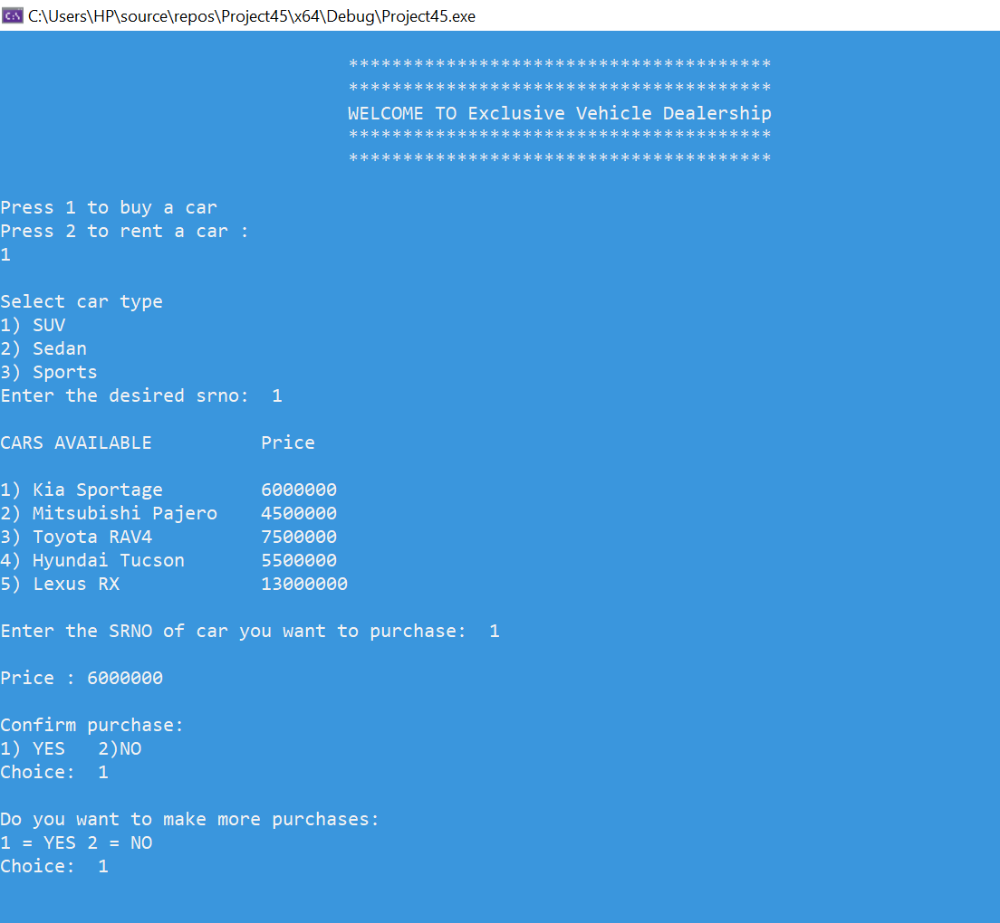 C:\Users\HP\source\repos\Project45\x64\Debug\Project45.exe
***************************************
***************************************
WELCOME TO Exclusive Vehicle Dealership
***************************************
***************************************
Press 1 to buy a car
Press 2 to rent a car :
1
Select car type
1) SUV
2) Sedan
3) Sports
Enter the desired srno:  1
CARS AVAILABLE          Price
1) Kia Sportage         6000000
2) Mitsubishi Pajero    4500000
3) Toyota RAV4          7500000
4) Hyundai Tucson       5500000
5) Lexus RX             13000000
Enter the SRNO of car you want to purchase:  1
Price : 6000000
Confirm purchase:
1) YES   2)NO
Choice:  1
Do you want to make more purchases:
1 = YES 2 = NO
Choice:  1